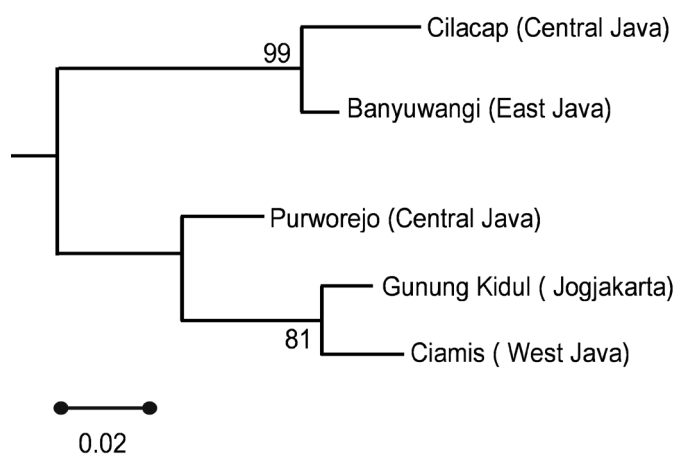 Cilacap (Central Java)
99
Banyuwangi (East Java)
Purworejo (Central Java)
Gunung Kidul ( Jogjakarta)
81
Ciamis ( West Java)
0.02